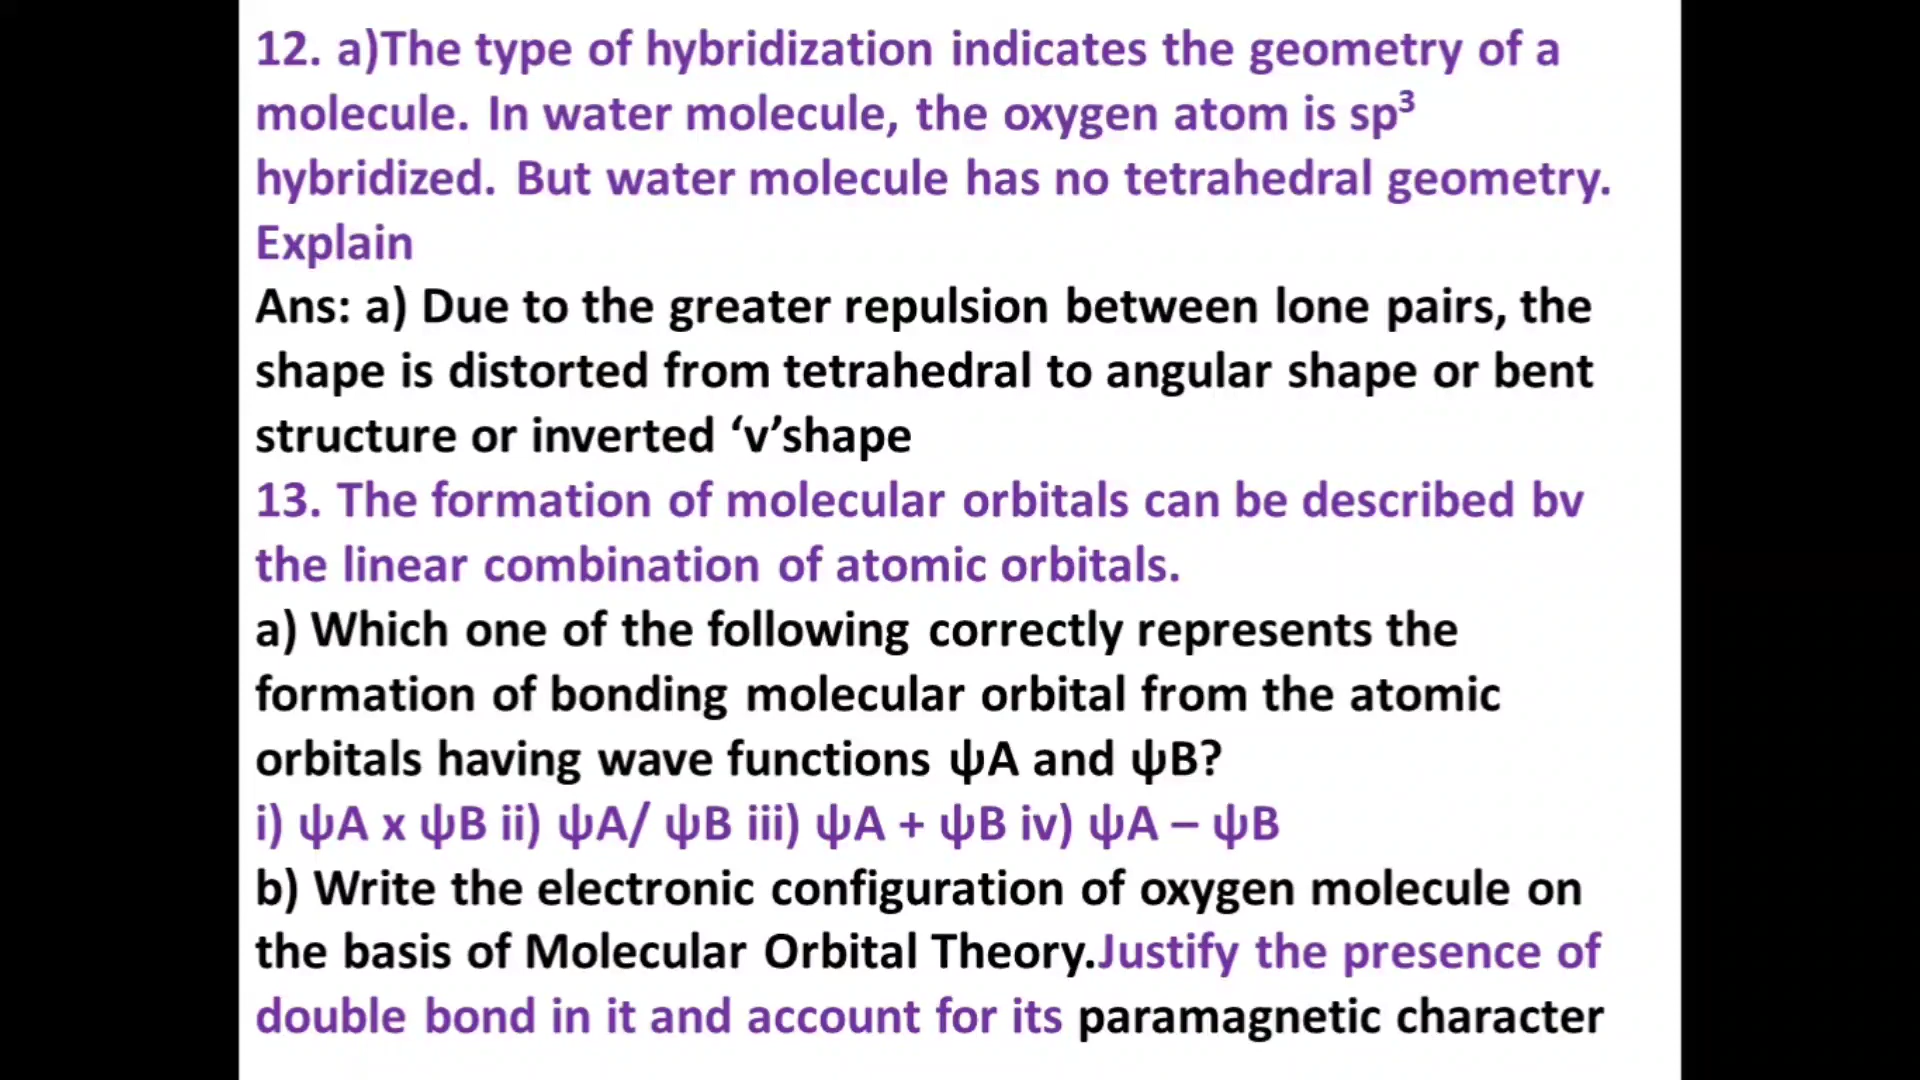 12. a)The type of hybridization indicates the geometry of a
molecule. In water molecule, the oxygen atom is sp³
hybridized. But water molecule has no tetrahedral geometry.
Explain
Ans: a) Due to the greater repulsion between lone pairs, the
shape is distorted from tetrahedral to angular shape or bent
structure or inverted ‘v’shape
13. The formation of molecular orbitals can be described bv
the linear combination of atomic orbitals.
a) Which one of the following correctly represents the
formation of bonding molecular orbital from the atomic
orbitals having wave functions ψA and ψB?
i) ψA x ψB ii) ψA/ ψB iii) ψA + ψB iv) ψA – ψB
b) Write the electronic configuration of oxygen molecule on
the basis of Molecular Orbital Theory.Justify the presence of
double bond in it and account for its paramagnetic character